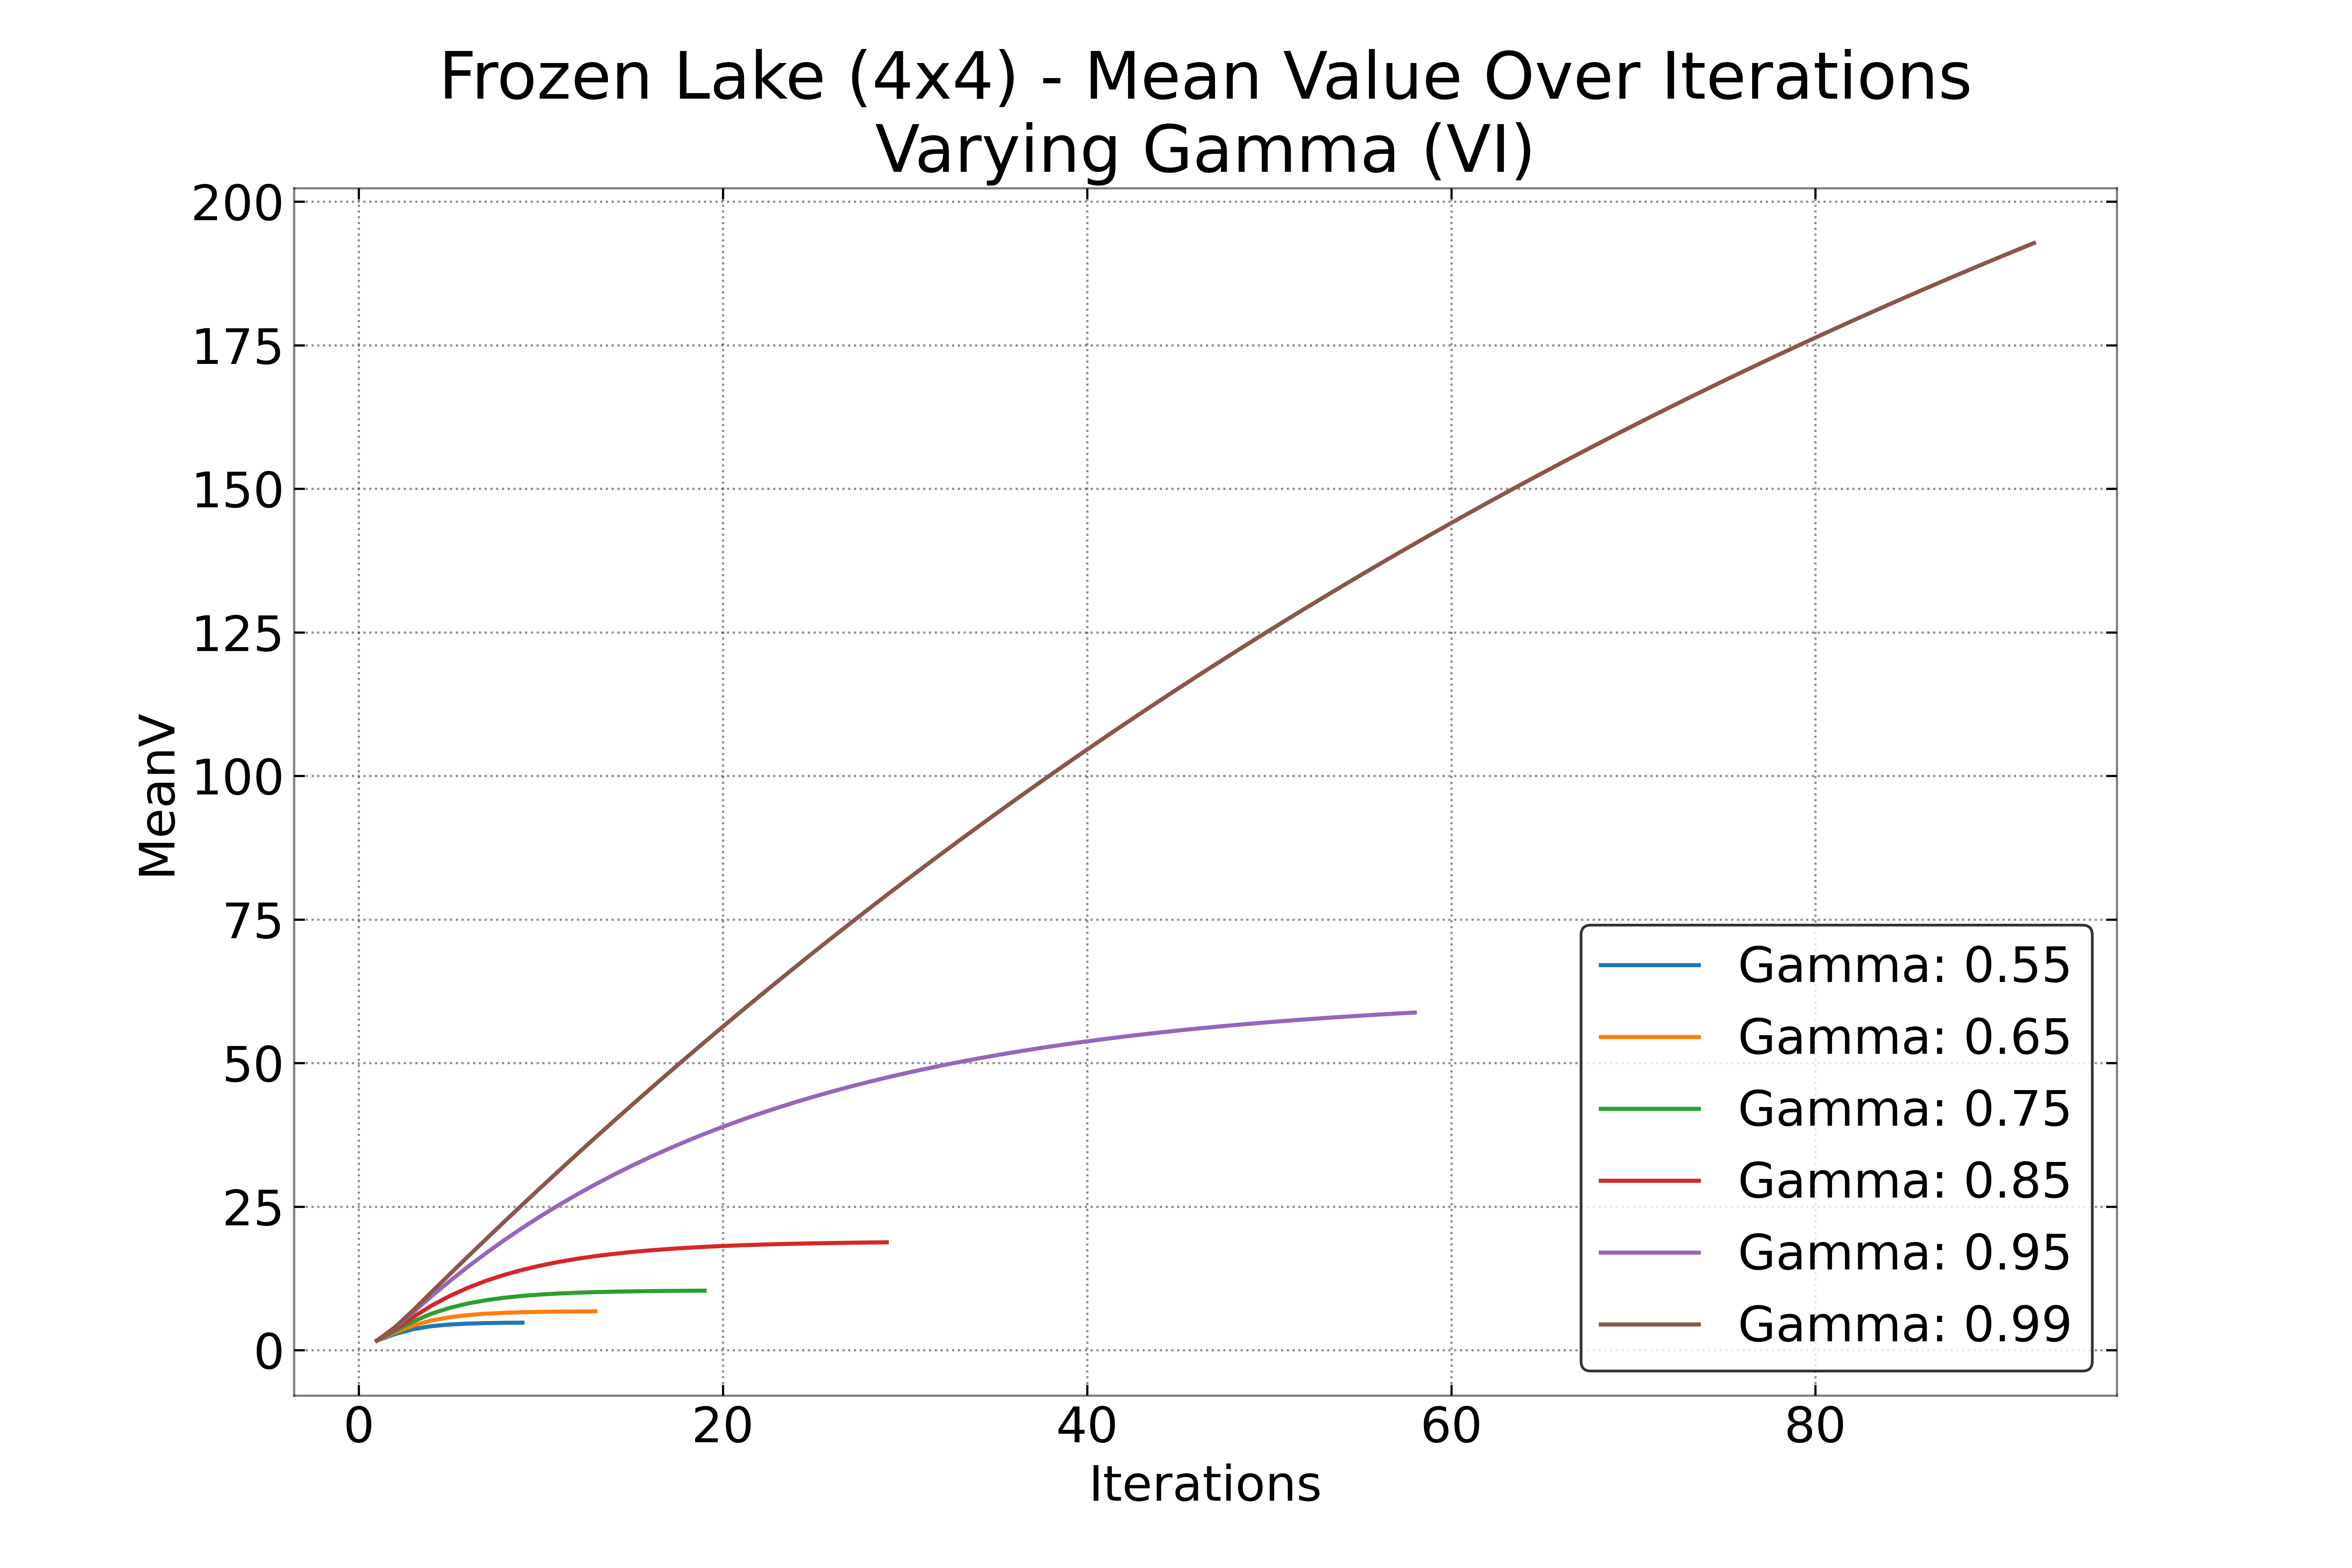 Frozen Lake (4x4) - Mean Value Over Iterations
Varying Gamma (VI)
200
175
150
125
100
75
50
25
0
MeanV
0 20 40 60 80
Iterations
Gamma: 0.55
Gamma: 0.65
Gamma: 0.75
Gamma: 0.85
Gamma: 0.95
Gamma: 0.99